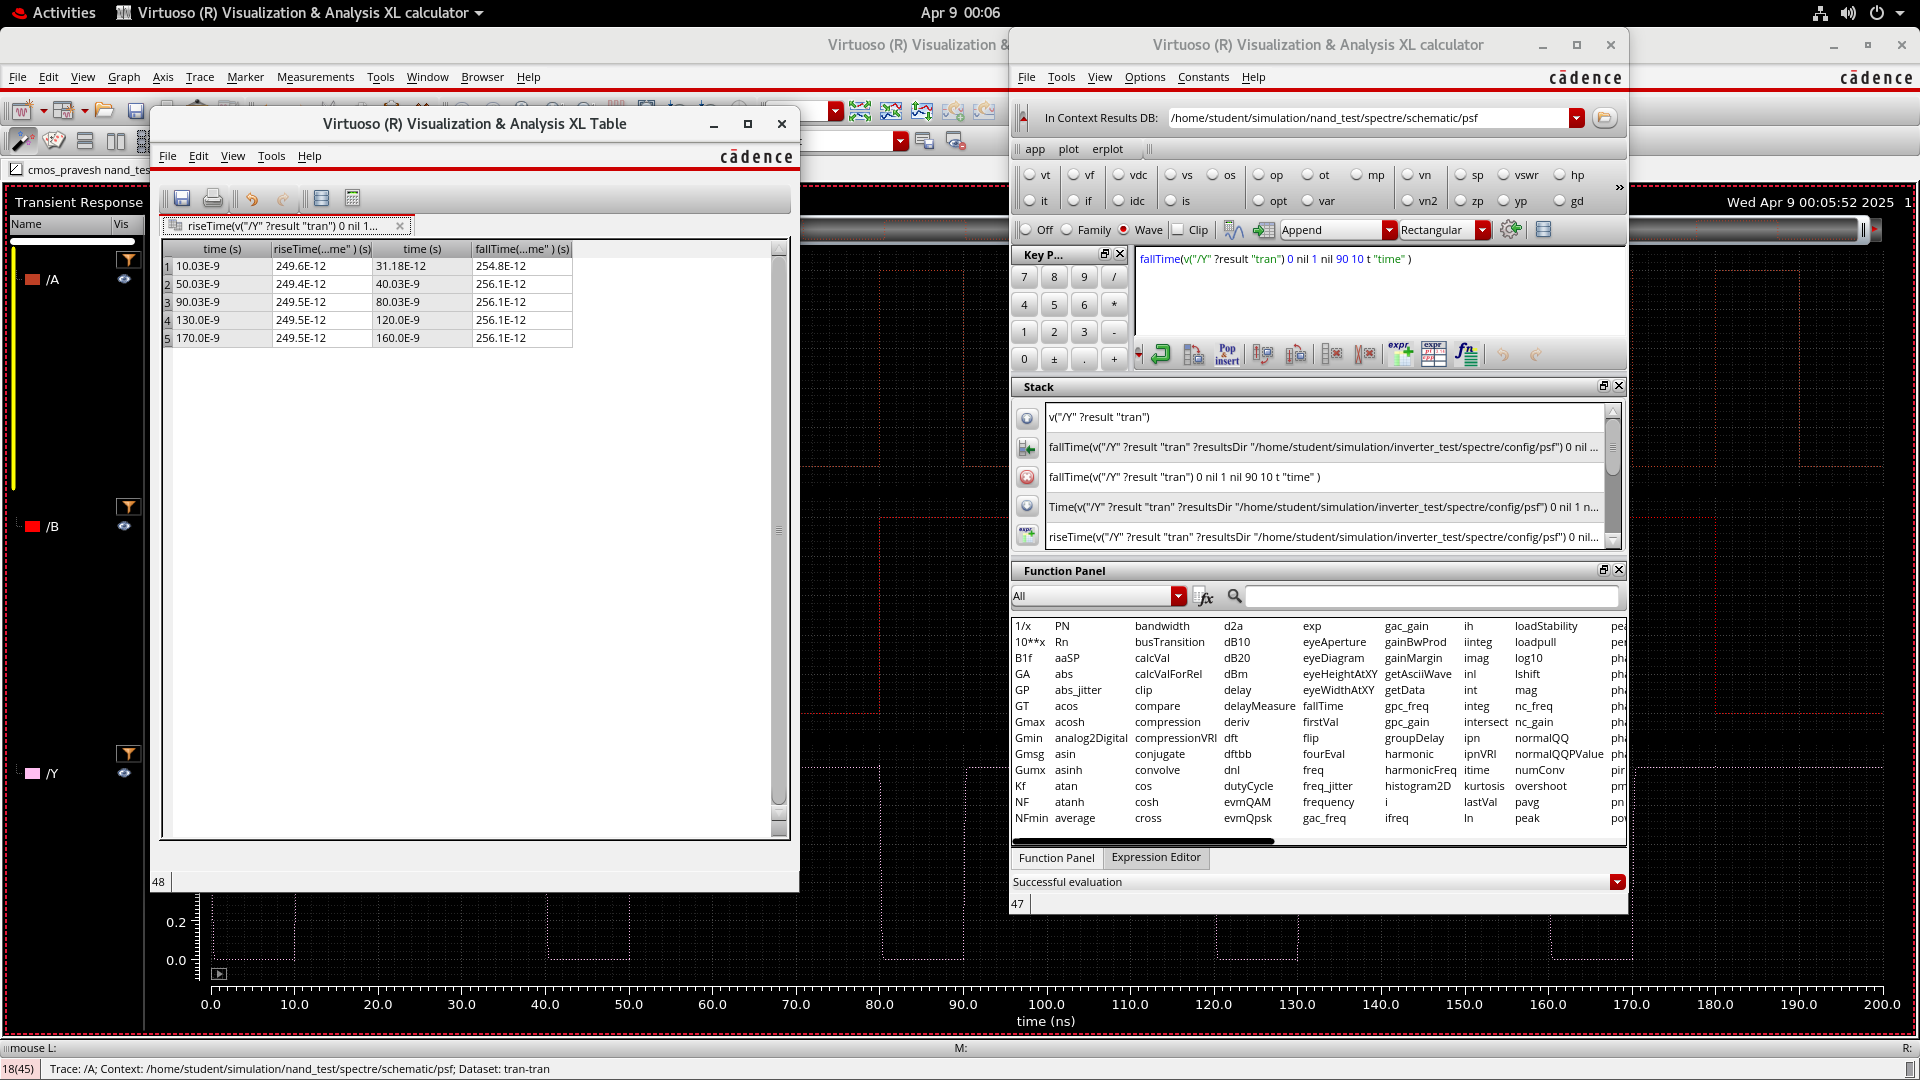 Activities
Virtuoso (R) Visualization & Analysis XL calculator
Apr 9 00:06
Virtuoso (R) Visualization &
File Edit View Graph Axis Trace Marker Measurements Tools Window Browser Help
cādence
cmos_pravesh nand_tes
Transient Response
Wed Apr 9 00:05:52 2025 1
Name Vis
/A
/B
/Y
0.2
0.0
0.0 10.0 20.0 30.0 40.0 50.0 60.0 70.0 80.0 90.0 100.0 110.0 120.0 130.0 140.0 150.0 160.0 170.0 180.0 190.0 200.0
time (ns)
Virtuoso (R) Visualization & Analysis XL Table
File Edit View Tools Help
cādence
riseTime(v("/Y" ?result "tran") 0 nil 1...
time (s) riseTime(...me" ) (s) time (s) fallTime(...me" ) (s)
1 10.03E-9 249.6E-12 31.18E-12 254.8E-12
2 50.03E-9 249.4E-12 40.03E-9 256.1E-12
3 90.03E-9 249.5E-12 80.03E-9 256.1E-12
4 130.0E-9 249.5E-12 120.0E-9 256.1E-12
5 170.0E-9 249.5E-12 160.0E-9 256.1E-12
48
Virtuoso (R) Visualization & Analysis XL calculator
File Tools View Options Constants Help
cādence
In Context Results DB: /home/student/simulation/nand_test/spectre/schematic/psf
app plot erplot
vt vf vdc vs os op ot mp vn sp vswr hp
it if idc is opt var vn2 zp yp gd
»
Off Family Wave Clip Append Rectangular
Key P...
7 8 9 /
4 5 6 *
1 2 3 -
0 ± . +
fallTime(v("/Y" ?result "tran") 0 nil 1 nil 90 10 t "time" )
Pop & insert
expr
expr
fn
Stack
v("/Y" ?result "tran")
fallTime(v("/Y" ?result "tran" ?resultsDir "/home/student/simulation/inverter_test/spectre/config/psf") 0 nil ...
fallTime(v("/Y" ?result "tran") 0 nil 1 nil 90 10 t "time" )
Time(v("/Y" ?result "tran" ?resultsDir "/home/student/simulation/inverter_test/spectre/config/psf") 0 nil 1 n...
riseTime(v("/Y" ?result "tran" ?resultsDir "/home/student/simulation/inverter_test/spectre/config/psf") 0 nil...
expr
Function Panel
All
fx
1/x PN bandwidth d2a exp gac_gain ih loadStability pea
10**x Rn busTransition dB10 eyeAperture gainBwProd iinteg loadpull per
B1f aaSP calcVal dB20 eyeDiagram gainMargin imag log10 pha
GA abs calcValForRel dBm eyeHeightAtXY getAsciiWave inl lshift pha
GP abs_jitter clip delay eyeWidthAtXY getData int mag pha
GT acos compare delayMeasure fallTime gpc_freq integ nc_freq pha
Gmax acosh compression deriv firstVal gpc_gain intersect nc_gain pha
Gmin analog2Digital compressionVRI dft flip groupDelay ipn normalQQ pha
Gmsg asin conjugate dftbb fourEval harmonic ipnVRI normalQQPValue pha
Gumx asinh convolve dnl freq harmonicFreq itime numConv pir
Kf atan cos dutyCycle freq_jitter histogram2D kurtosis overshoot pm
NF atanh cosh evmQAM frequency i lastVal pavg pn
NFmin average cross evmQpsk gac_freq ifreq ln peak pov
Function Panel Expression Editor
Successful evaluation
47
cādence
mouse L: M: R:
18(45) Trace: /A; Context: /home/student/simulation/nand_test/spectre/schematic/psf; Dataset: tran-tran